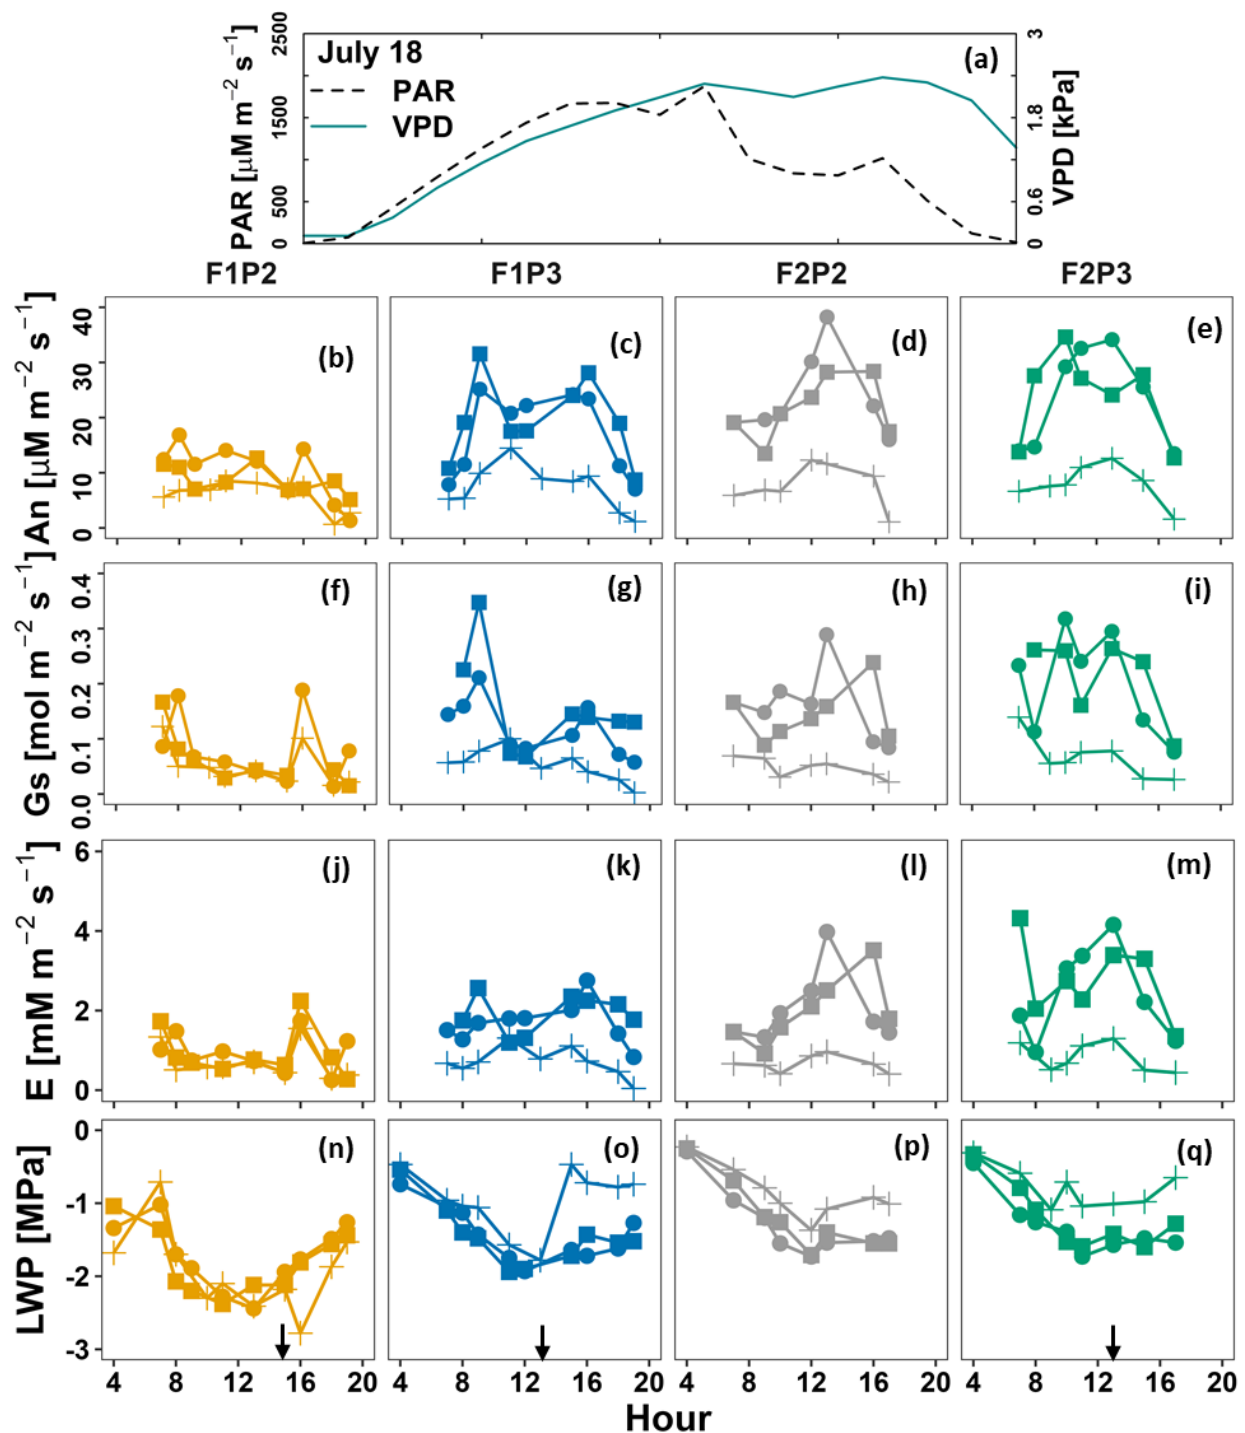 PAR [µM m−2 s−1]
0 500 1500 2500
July 18
PAR
VPD
(a)
0 0.6 1.8 3
VPD [kPa]
F1P2 F1P3 F2P2 F2P3
An [µM m−2 s−1]
0 10 20 30 40
(b) (c) (d) (e)
Gs [mol m−2 s−1]
0.0 0.1 0.2 0.3 0.4
(f) (g) (h) (i)
E [mM m−2 s−1]
6
4
2
0
(j) (k) (l) (m)
LWP [MPa]
0
-1
-2
-3
(n) (o) (p) (q)
4 8 12 16 20 4 8 12 16 20 4 8 12 16 20 4 8 12 16 20
Hour